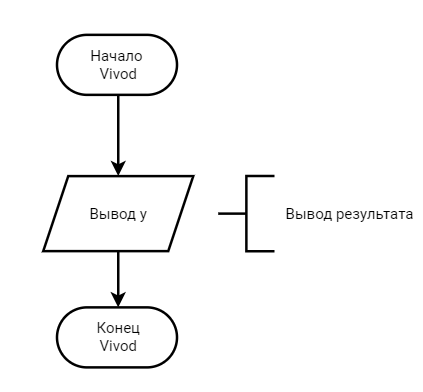 Начало
Vivod
Вывод y
Вывод результата
Конец
Vivod